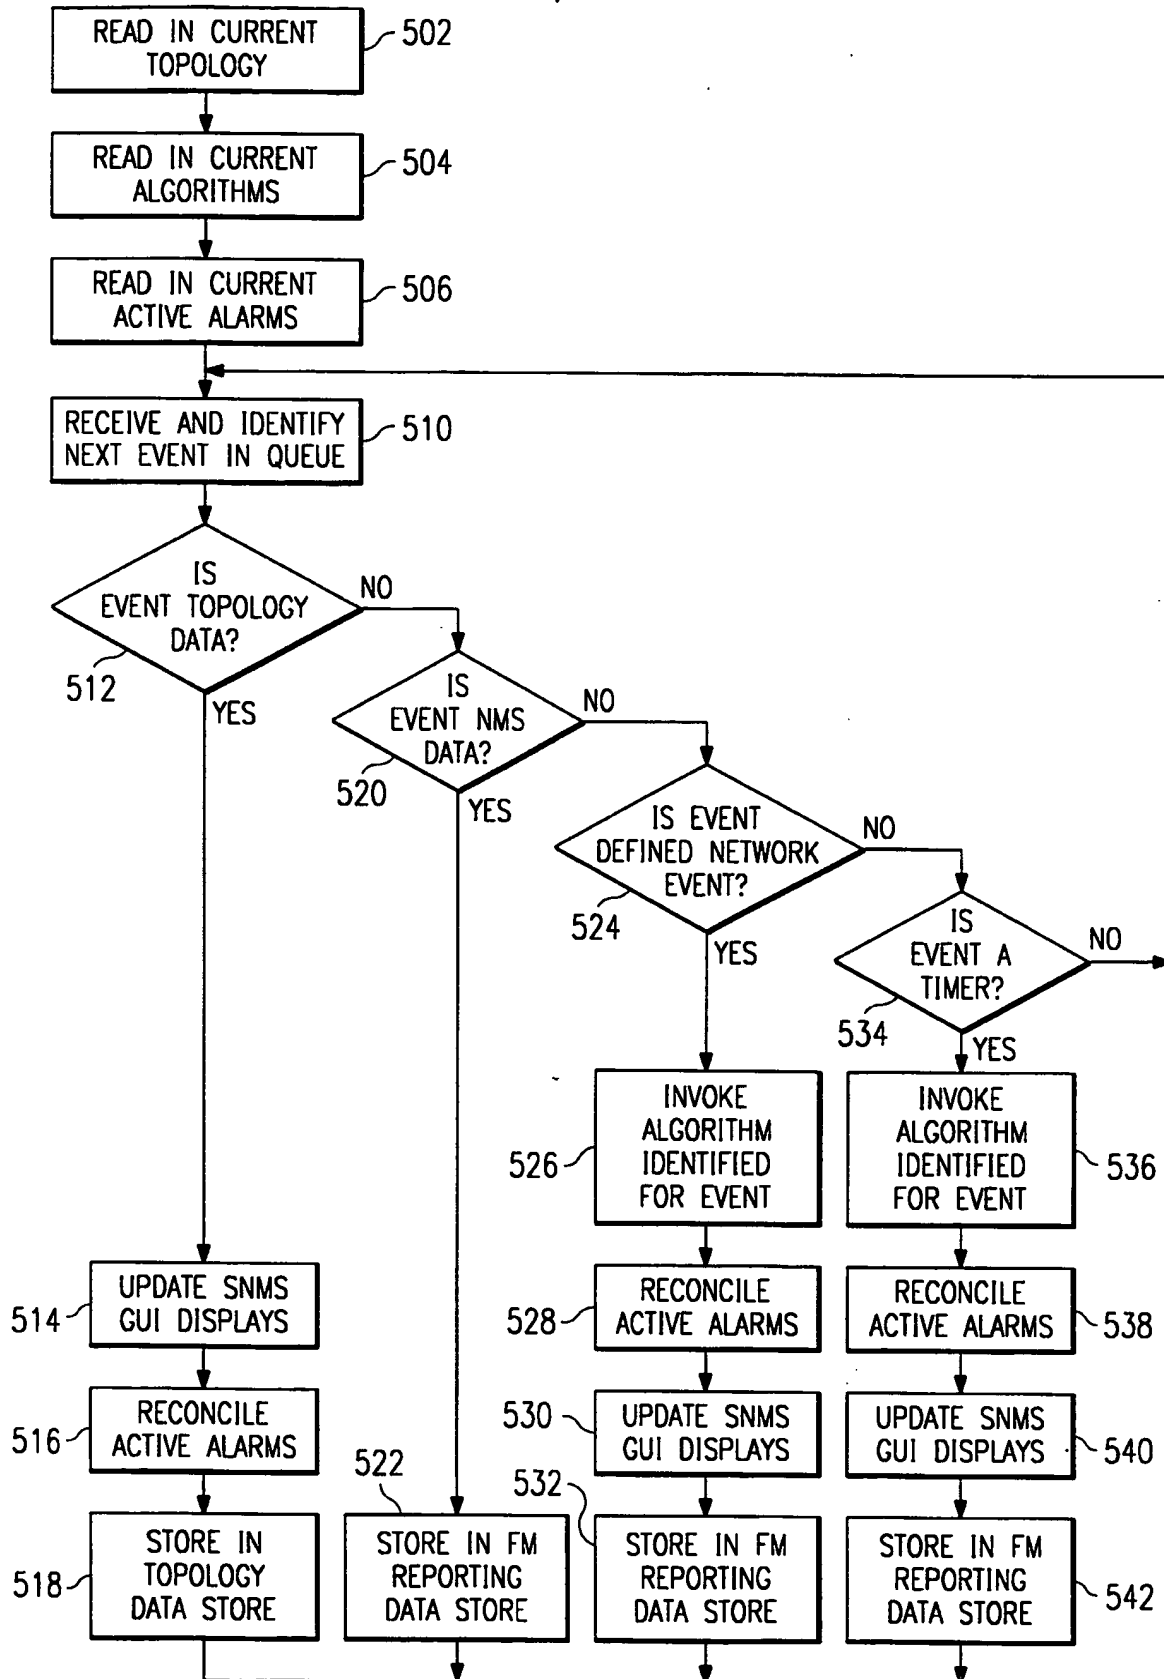 READ IN CURRENT
TOPOLOGY
502
READ IN CURRENT
ALGORITHMS
504
READ IN CURRENT
ACTIVE ALARMS
506
RECEIVE AND IDENTIFY
NEXT EVENT IN QUEUE
510
IS
EVENT TOPOLOGY
DATA?
NO
512
YES
IS
EVENT NMS
DATA?
NO
520
YES
IS EVENT
DEFINED NETWORK
EVENT?
NO
524
YES
IS
EVENT A
TIMER?
NO
534
YES
INVOKE
ALGORITHM
IDENTIFIED
FOR EVENT
526
INVOKE
ALGORITHM
IDENTIFIED
FOR EVENT
536
UPDATE SNMS
GUI DISPLAYS
514
RECONCILE
ACTIVE ALARMS
528
RECONCILE
ACTIVE ALARMS
538
RECONCILE
ACTIVE ALARMS
516
UPDATE SNMS
GUI DISPLAYS
530
UPDATE SNMS
GUI DISPLAYS
540
STORE IN
TOPOLOGY
DATA STORE
518
522
STORE IN FM
REPORTING
DATA STORE
532
STORE IN FM
REPORTING
DATA STORE
STORE IN FM
REPORTING
DATA STORE
542